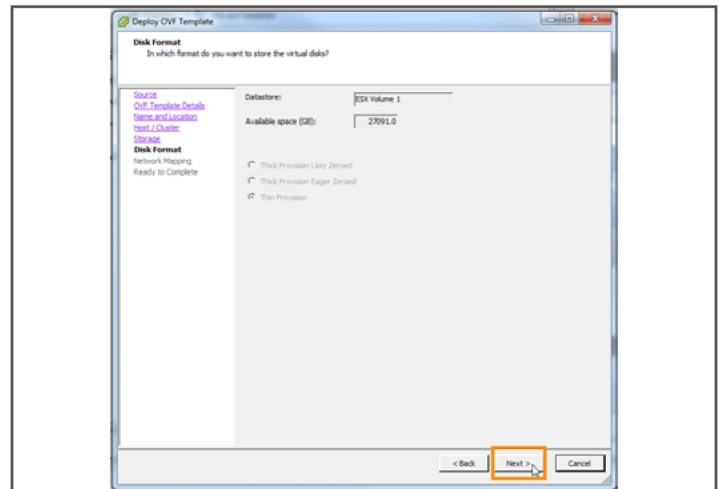 Deploy OVF Template
Disk Format
In which format do you want to store the virtual disks?
Source
OVF Template Details
Name and Location
Host / Cluster
Storage
Disk Format
Network Mapping
Ready to Complete
Datastore:
ESX Volume 1
Available space (GB):
27091.0
Thick Provision Lazy Zeroed
Thick Provision Eager Zeroed
Thin Provision
< Back
Next >
Cancel